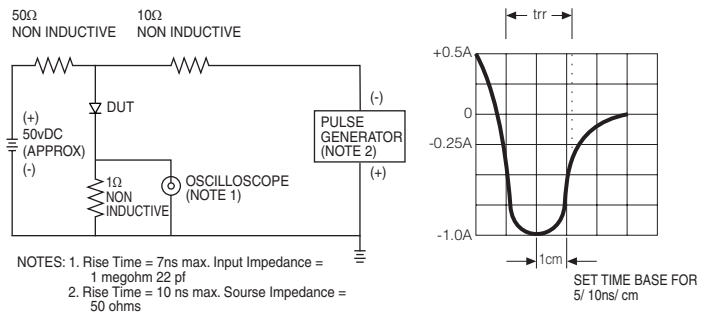 50Ω
NON INDUCTIVE
10Ω
NON INDUCTIVE
(+)
50vDC
(APPROX)
(-)
DUT
1Ω
NON
INDUCTIVE
OSCILLOSCOPE
(NOTE 1)
(-)
PULSE
GENERATOR
(NOTE 2)
(+)
NOTES: 1. Rise Time = 7ns max. Input Impedance =
1 megohm 22 pf
2. Rise Time = 10 ns max. Sourse Impedance =
50 ohms
trr
+0.5A
0
-0.25A
-1.0A
1cm
SET TIME BASE FOR
5/ 10ns/ cm